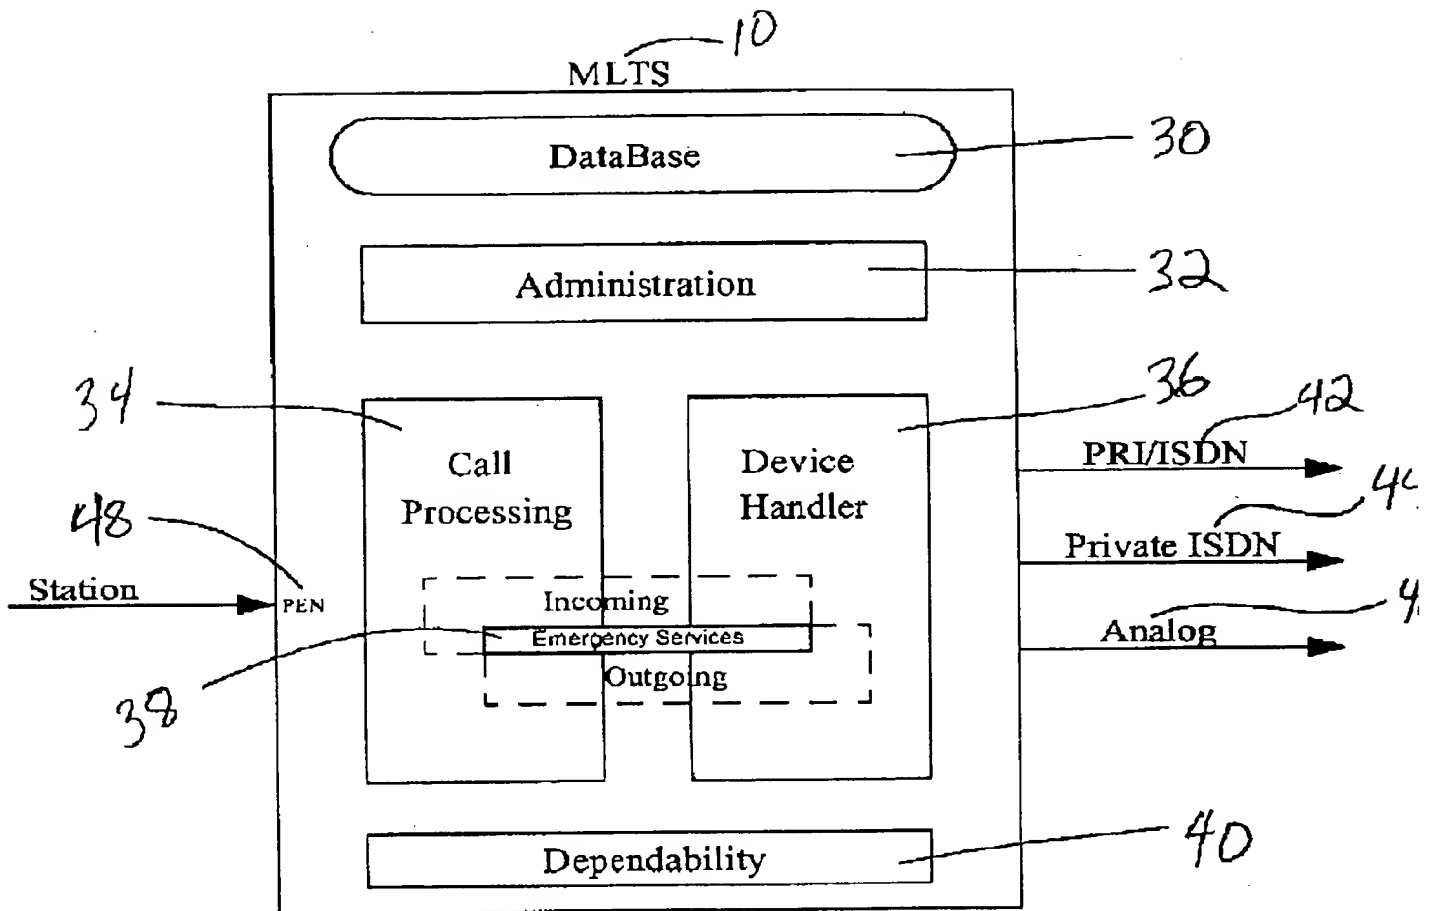 10
MLTS
DataBase
30
Administration
32
34
36
42
Call
Processing
Device
Handler
PRI/ISDN
48
Private ISDN
Station
PEN
Incoming
Emergency Services
Analog
Outgoing
38
Dependability
40